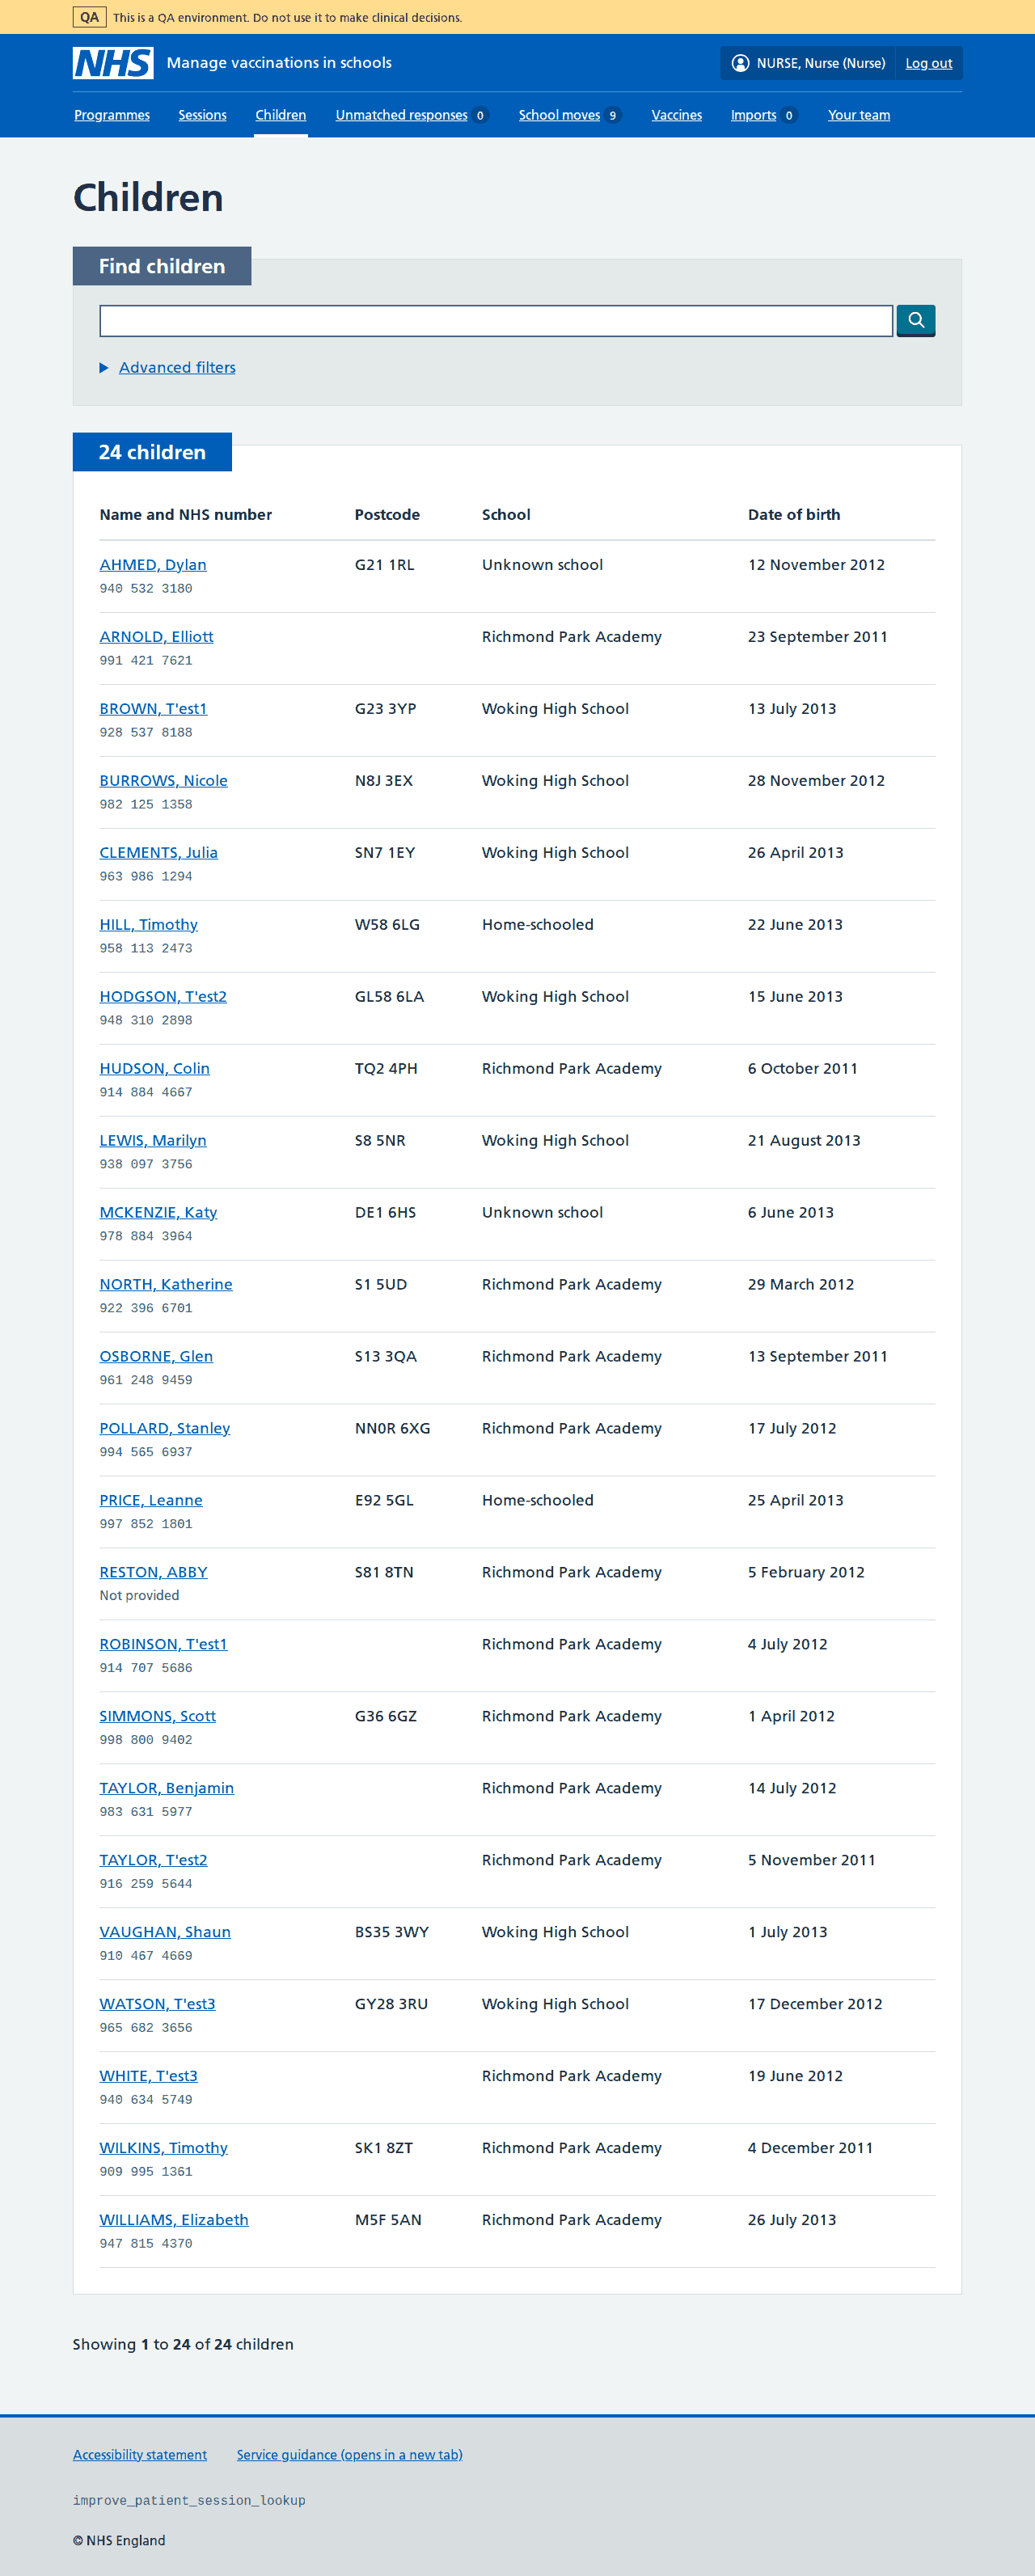 QA This is a QA environment. Do not use it to make clinical decisions.
NHS Manage vaccinations in schools NURSE, Nurse (Nurse) Log out
Programmes Sessions Children Unmatched responses 0 School moves 9 Vaccines Imports 0 Your team
Children
Find children
Advanced filters
24 children
Name and NHS number Postcode School Date of birth
AHMED, Dylan G21 1RL Unknown school 12 November 2012
940 532 3180
ARNOLD, Elliott Richmond Park Academy 23 September 2011
991 421 7621
BROWN, T'est1 G23 3YP Woking High School 13 July 2013
928 537 8188
BURROWS, Nicole N8J 3EX Woking High School 28 November 2012
982 125 1358
CLEMENTS, Julia SN7 1EY Woking High School 26 April 2013
963 986 1294
HILL, Timothy W58 6LG Home-schooled 22 June 2013
958 113 2473
HODGSON, T'est2 GL58 6LA Woking High School 15 June 2013
948 310 2898
HUDSON, Colin TQ2 4PH Richmond Park Academy 6 October 2011
914 884 4667
LEWIS, Marilyn S8 5NR Woking High School 21 August 2013
938 097 3756
MCKENZIE, Katy DE1 6HS Unknown school 6 June 2013
978 884 3964
NORTH, Katherine S1 5UD Richmond Park Academy 29 March 2012
922 396 6701
OSBORNE, Glen S13 3QA Richmond Park Academy 13 September 2011
961 248 9459
POLLARD, Stanley NN0R 6XG Richmond Park Academy 17 July 2012
994 565 6937
PRICE, Leanne E92 5GL Home-schooled 25 April 2013
997 852 1801
RESTON, ABBY S81 8TN Richmond Park Academy 5 February 2012
Not provided
ROBINSON, T'est1 Richmond Park Academy 4 July 2012
914 707 5686
SIMMONS, Scott G36 6GZ Richmond Park Academy 1 April 2012
998 800 9402
TAYLOR, Benjamin Richmond Park Academy 14 July 2012
983 631 5977
TAYLOR, T'est2 Richmond Park Academy 5 November 2011
916 259 5644
VAUGHAN, Shaun BS35 3WY Woking High School 1 July 2013
910 467 4669
WATSON, T'est3 GY28 3RU Woking High School 17 December 2012
965 682 3656
WHITE, T'est3 Richmond Park Academy 19 June 2012
940 634 5749
WILKINS, Timothy SK1 8ZT Richmond Park Academy 4 December 2011
909 995 1361
WILLIAMS, Elizabeth M5F 5AN Richmond Park Academy 26 July 2013
947 815 4370
Showing 1 to 24 of 24 children
Accessibility statement Service guidance (opens in a new tab)
improve_patient_session_lookup
© NHS England